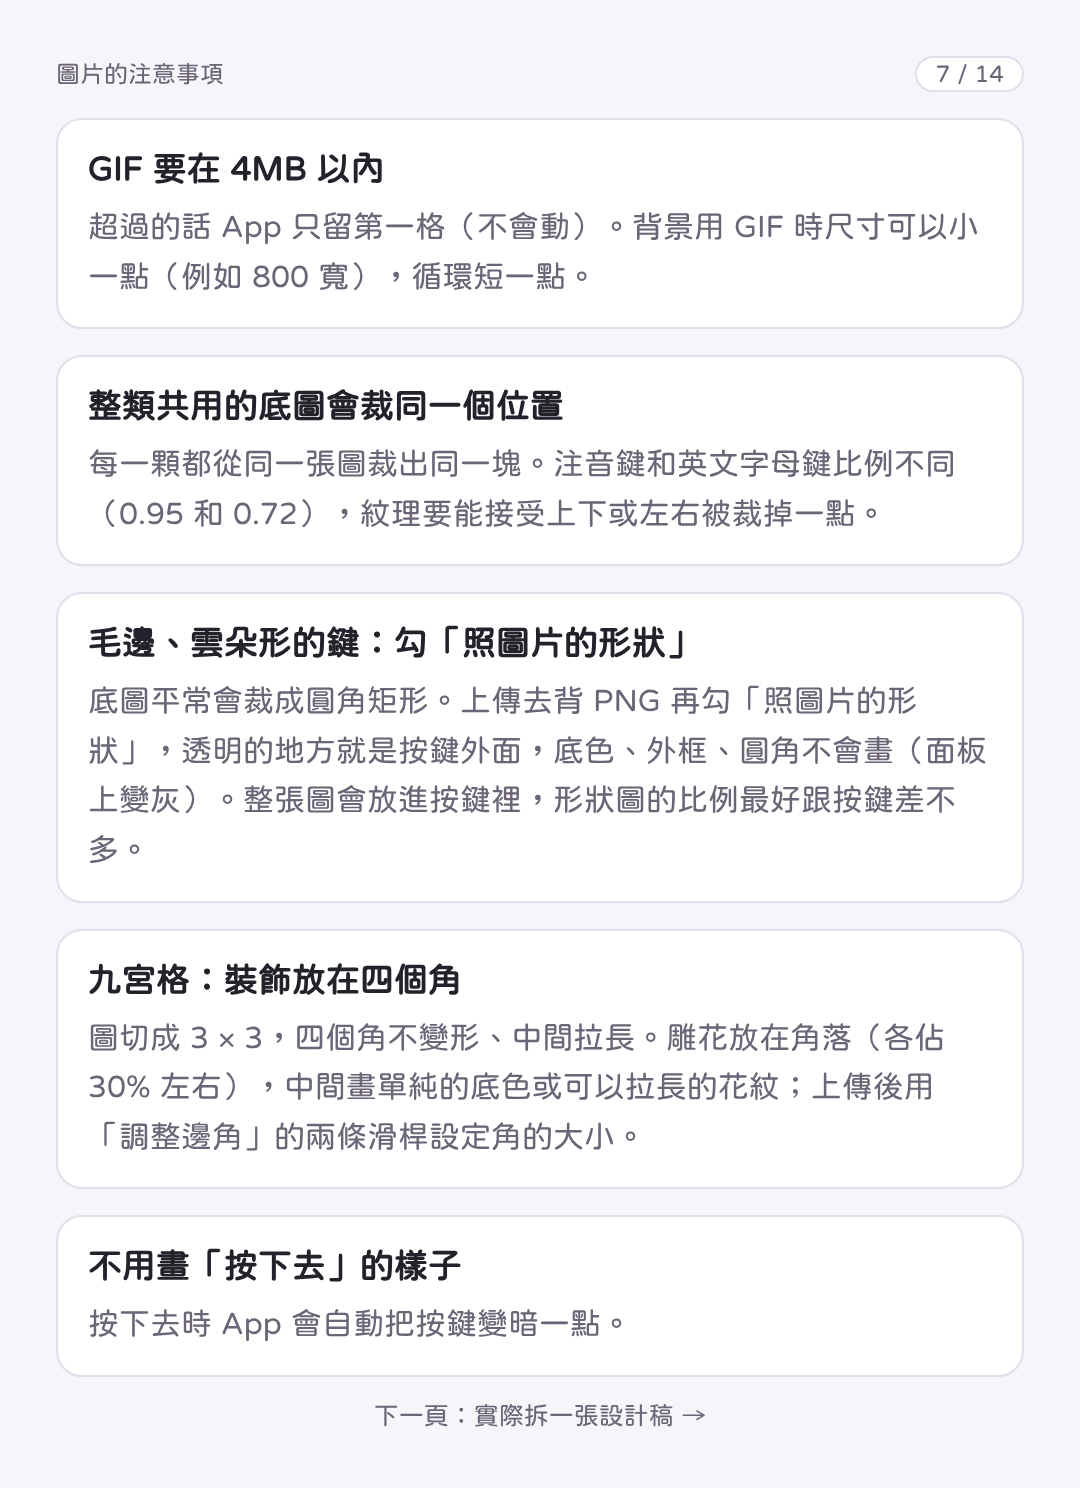 圖片的注意事項
7 / 14
GIF 要在 4MB 以內
超過的話 App 只留第一格（不會動）。背景用 GIF 時尺寸可以小
一點（例如 800 寬），循環短一點。
整類共用的底圖會裁同一個位置
每一顆都從同一張圖裁出同一塊。注音鍵和英文字母鍵比例不同
（0.95 和 0.72），紋理要能接受上下或左右被裁掉一點。
毛邊、雲朵形的鍵：勾「照圖片的形狀」
底圖平常會裁成圓角矩形。上傳去背 PNG 再勾「照圖片的形
狀」，透明的地方就是按鍵外面，底色、外框、圓角不會畫（面板
上變灰）。整張圖會放進按鍵裡，形狀圖的比例最好跟按鍵差不
多。
九宮格：裝飾放在四個角
圖切成 3 × 3，四個角不變形、中間拉長。雕花放在角落（各佔
30% 左右），中間畫單純的底色或可以拉長的花紋；上傳後用
「調整邊角」的兩條滑桿設定角的大小。
不用畫「按下去」的樣子
按下去時 App 會自動把按鍵變暗一點。
下一頁：實際拆一張設計稿 →